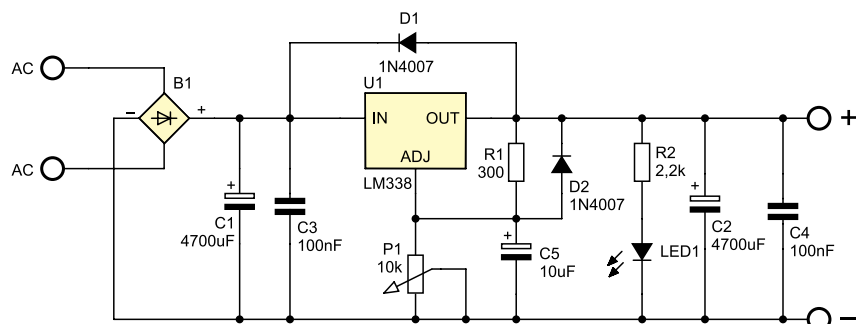 D1
1N4007
AC
B1
U1
–
+
IN
OUT
+
ADJ
R1
300
R2
2,2k
LM338
D2
1N4007
AC
+
C1
4700uF
C3
100nF
P1
10k
+
C5
10uF
LED1
+
C2
4700uF
C4
100nF
–